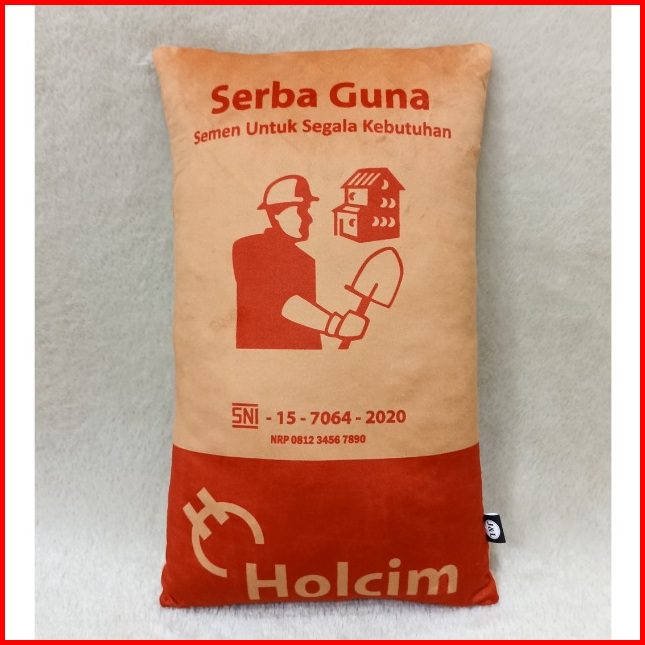 Serba Guna
Semen Untuk Segala Kebutuhan
SNI - 15 - 7064 - 2020
NRP 0812 3456 7890
Holcim